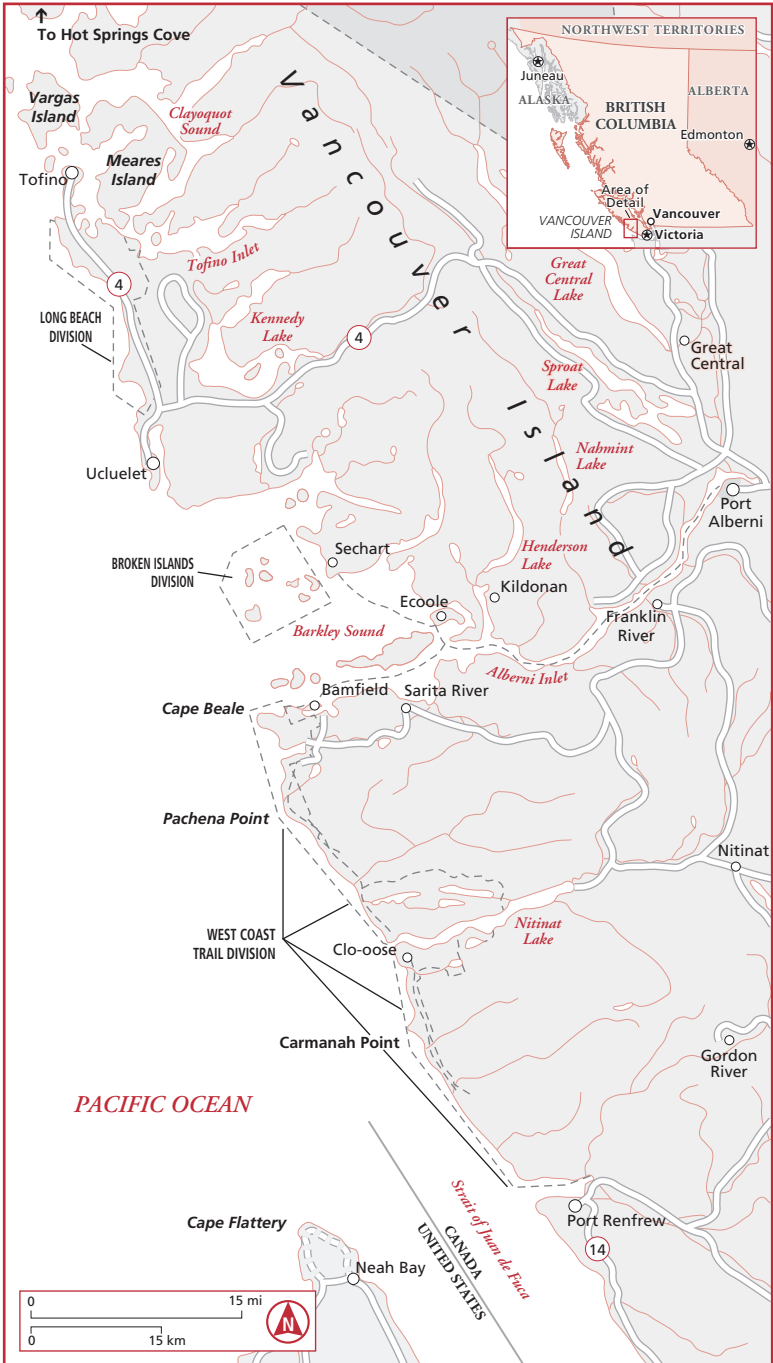 To Hot Springs Cove
Vargas
Island
Clayoquot
Sound
Meares
Island
Tofino
Vancouver Island
Tofino Inlet
4
LONG BEACH
DIVISION
Kennedy
Lake
4
Ucluelet
NORTHWEST TERRITORIES
Juneau
ALASKA
ALBERTA
BRITISH
COLUMBIA
Edmonton
Area of
Detail
VANCOUVER
ISLAND
Vancouver
Victoria
Great
Central
Lake
Great
Central
Sproat
Lake
Nahmint
Lake
Port
Alberni
Henderson
Lake
Sechart
BROKEN ISLANDS
DIVISION
Kildonan
Ecoole
Franklin
River
Barkley Sound
Alberni Inlet
Bamfield
Sarita River
Cape Beale
Pachena Point
Nitinat
WEST COAST
TRAIL DIVISION
Nitinat
Lake
Clo-oose
Carmanah Point
Gordon
River
PACIFIC OCEAN
Strait of Juan de Fuca
CANADA
UNITED STATES
Port Renfrew
14
Cape Flattery
Neah Bay
0 15 mi
0 15 km
N